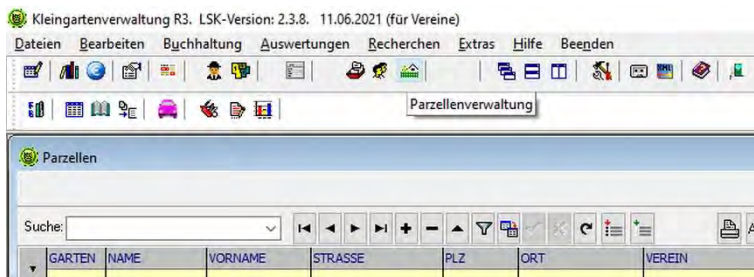 Kleingartenverwaltung R3. LSK-Version: 2.3.8. 11.06.2021 (für Vereine)
Dateien Bearbeiten Buchhaltung Auswertungen Recherchen Extras Hilfe Beenden
Parzellenverwaltung
Parzellen
Suche:
GARTEN NAME VORNAME STRASSE PLZ ORT VEREIN